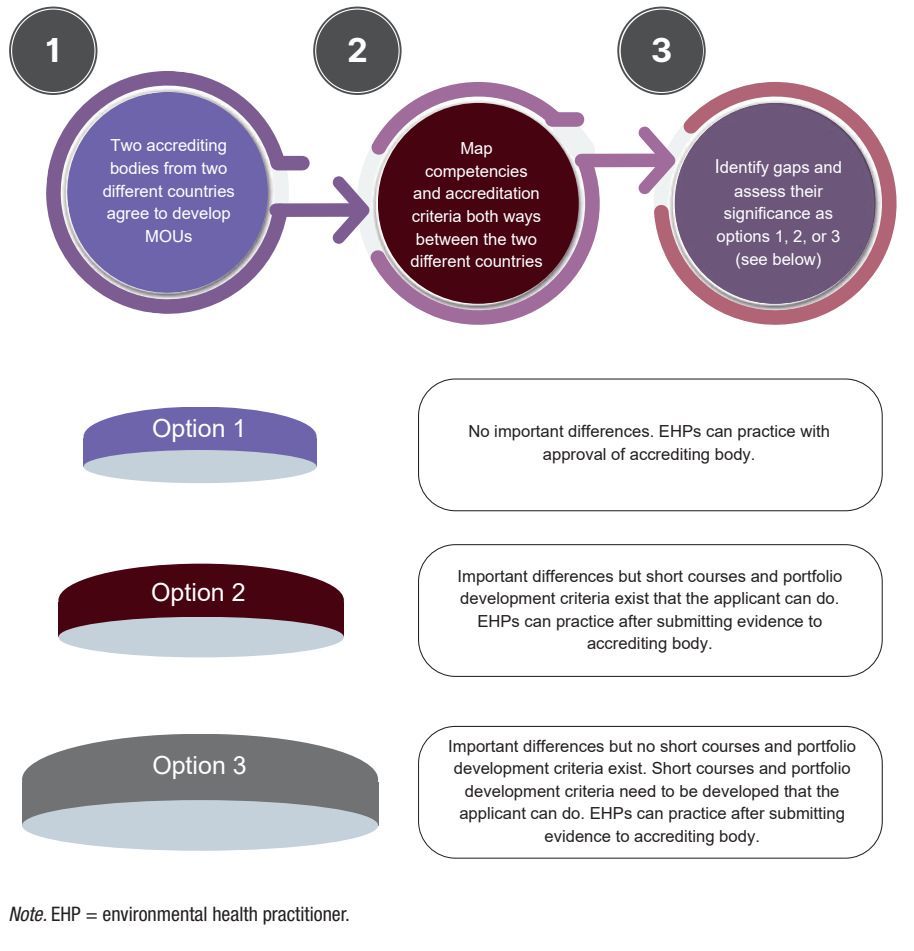 1
2
3
Two accrediting
bodies from two
different countries
agree to develop
MOUs
Map
competencies
and accreditation
criteria both ways
between the two
different countries
Identify gaps and
assess their
significance as
options 1, 2, or 3
(see below)
Option 1
No important differences. EHPs can practice with
approval of accrediting body.
Option 2
Important differences but short courses and portfolio
development criteria exist that the applicant can do.
EHPs can practice after submitting evidence to
accrediting body.
Option 3
Important differences but no short courses and portfolio
development criteria exist. Short courses and portfolio
development criteria need to be developed that the
applicant can do. EHPs can practice after submitting
evidence to accrediting body.
Note. EHP = environmental health practitioner.